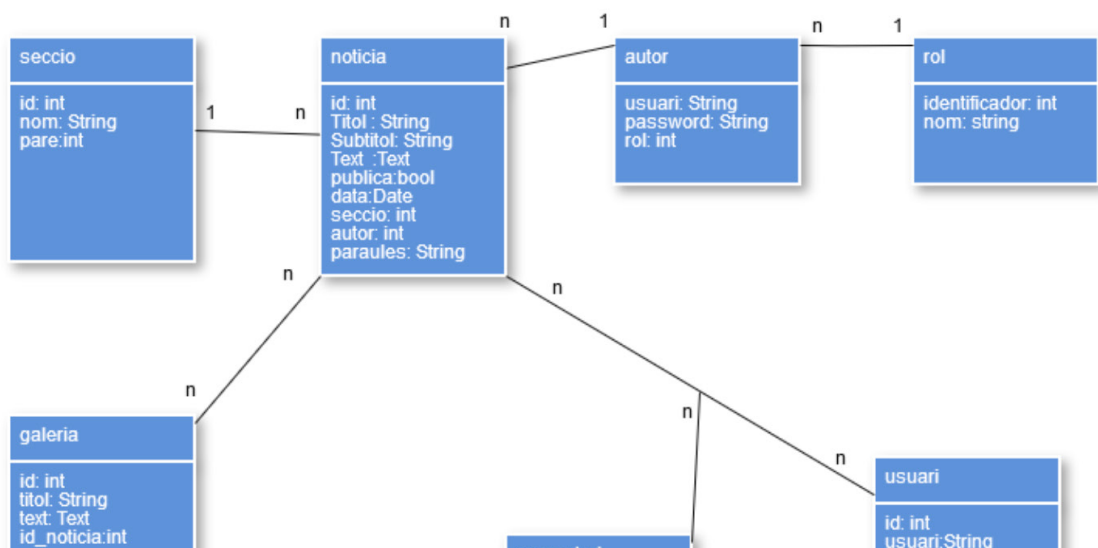 n
1
n
1
seccio
id: int
nom: String
pare:int
1
n
noticia
id: int
Titol : String
Subtitol: String
Text :Text
publica:bool
data:Date
seccio: int
autor: int
paraules: String
autor
usuari: String
password: String
rol: int
rol
identificador: int
nom: string
n
n
n
n
n
galeria
id: int
titol: String
text: Text
id_noticia:int
usuari
id: int
usuari:String